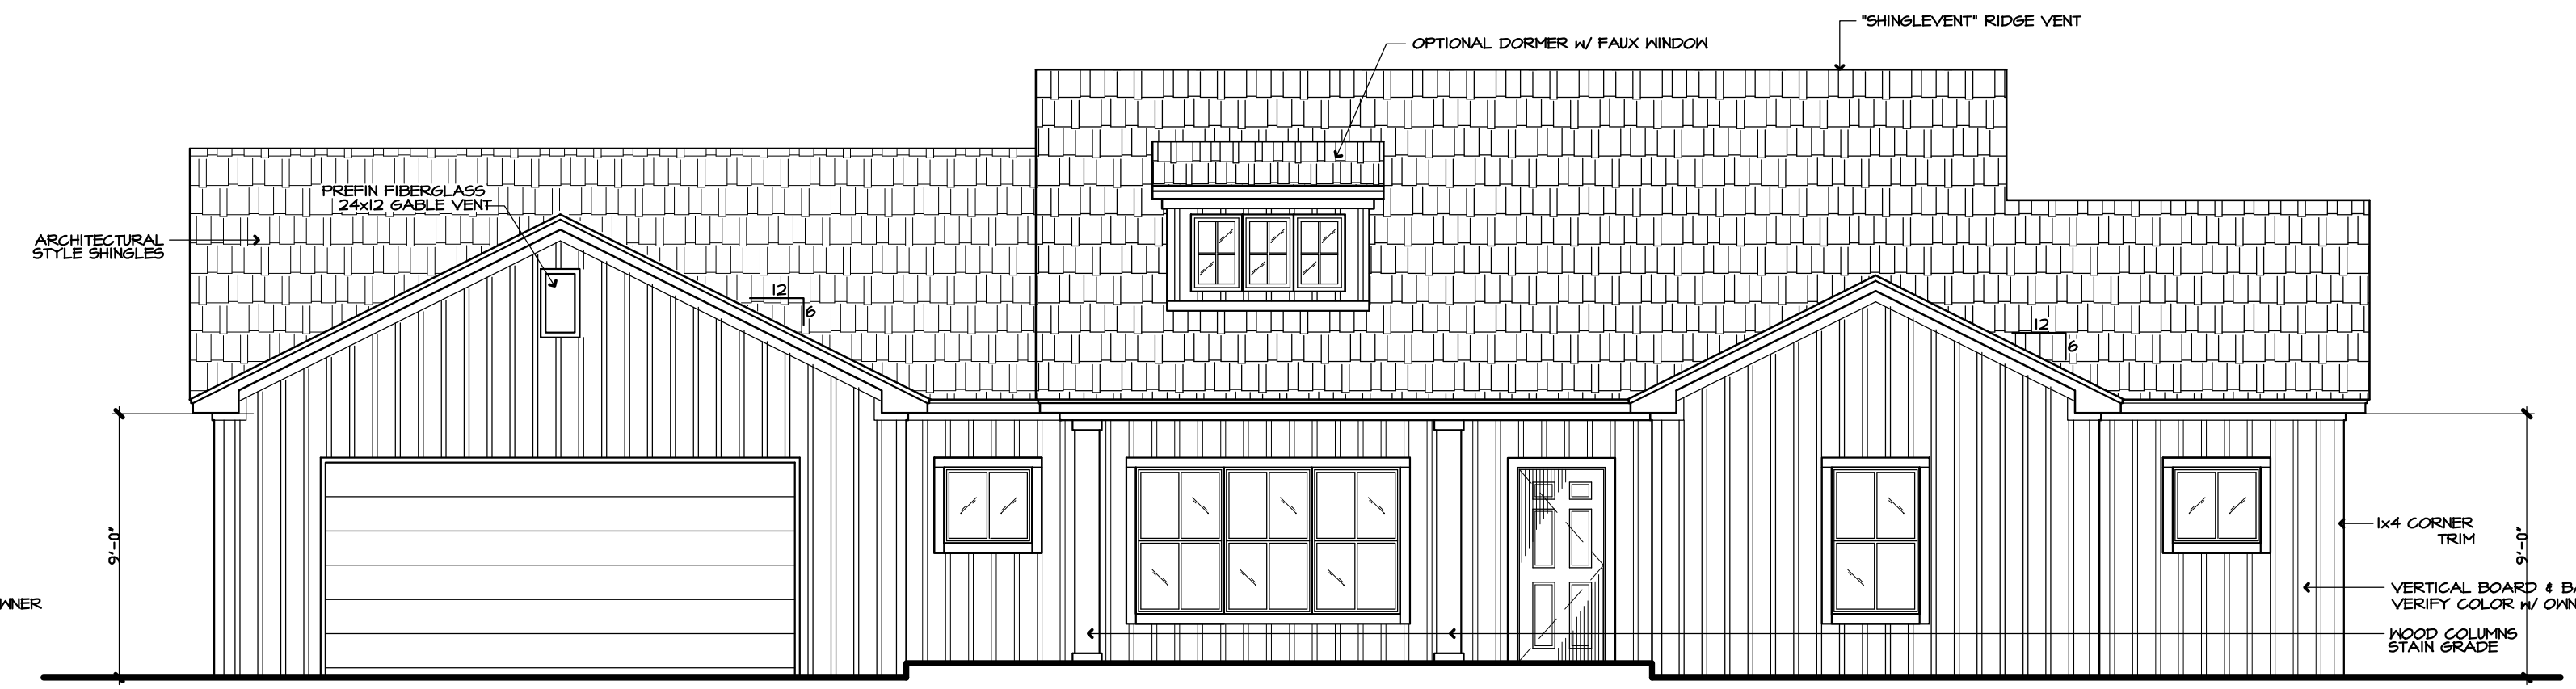 "SHINGLEVENT" RIDGE VENT
OPTIONAL DORMER w/ FAUX WINDOW
PREFIN FIBERGLASS
24x12 GABLE VENT
ARCHITECTURAL
STYLE SHINGLES
12
6
12
6
9'-0"
9'-0"
1x4 CORNER
TRIM
WNER
VERTICAL BOARD & BA
VERIFY COLOR w/ OWN
WOOD COLUMNS
STAIN GRADE